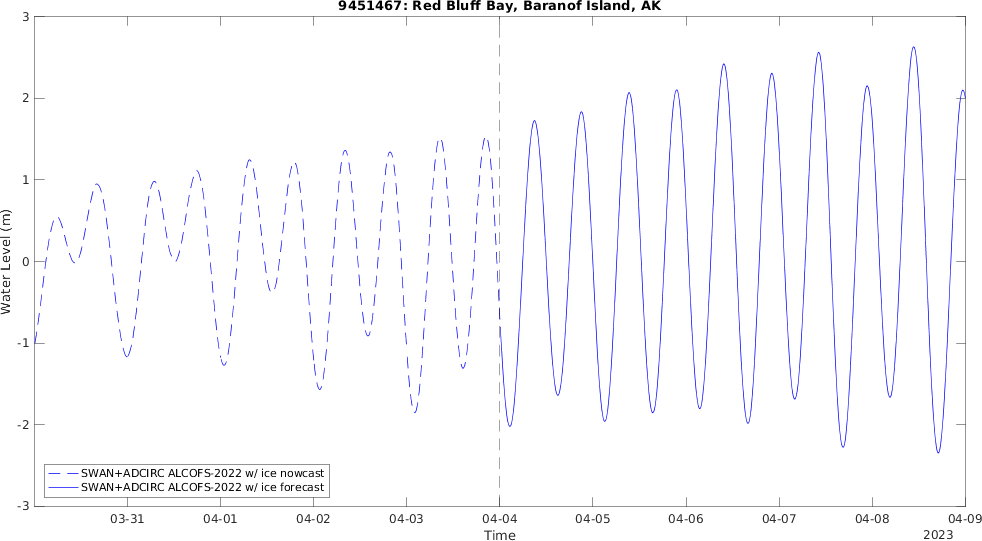 9451467: Red Bluff Bay, Baranof Island, AK
Water Level (m)
3
2
1
0
-1
-2
-3
SWAN+ADCIRC ALCOFS-2022 w/ ice nowcast
SWAN+ADCIRC ALCOFS-2022 w/ ice forecast
03-31 04-01 04-02 04-03 04-04 04-05 04-06 04-07 04-08 04-09
Time
2023